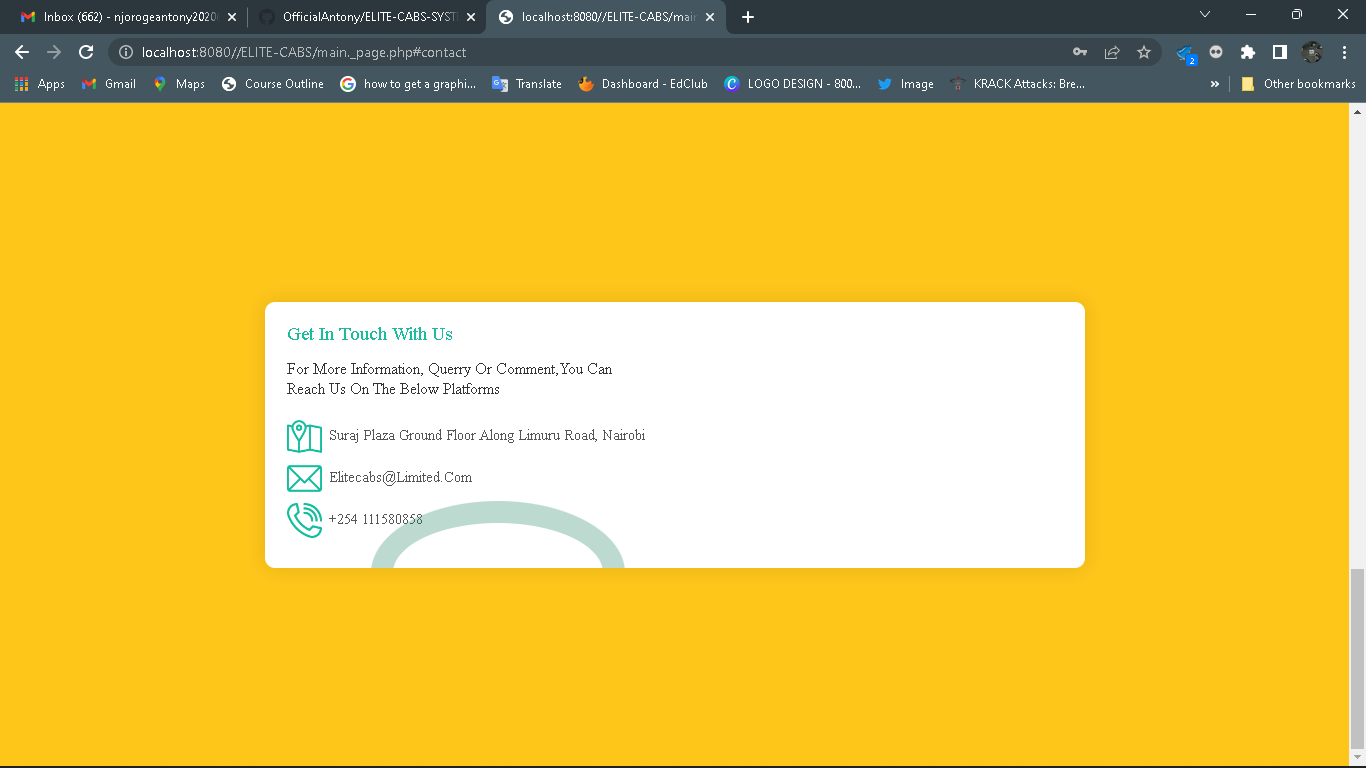 Inbox (662) - njorogeantony2020
OfficialAntony/ELITE-CABS-SYST
localhost:8080//ELITE-CABS/main
localhost:8080//ELITE-CABS/main._page.php#contact
2
Apps
Gmail
Maps
Course Outline
how to get a graphi...
Translate
Dashboard - EdClub
LOGO DESIGN - 800...
Image
KRACK Attacks: Bre...
»
Other bookmarks
Get In Touch With Us
For More Information, Querry Or Comment,You Can
Reach Us On The Below Platforms
Suraj Plaza Ground Floor Along Limuru Road, Nairobi
Elitecabs@Limited.Com
+254 111580858